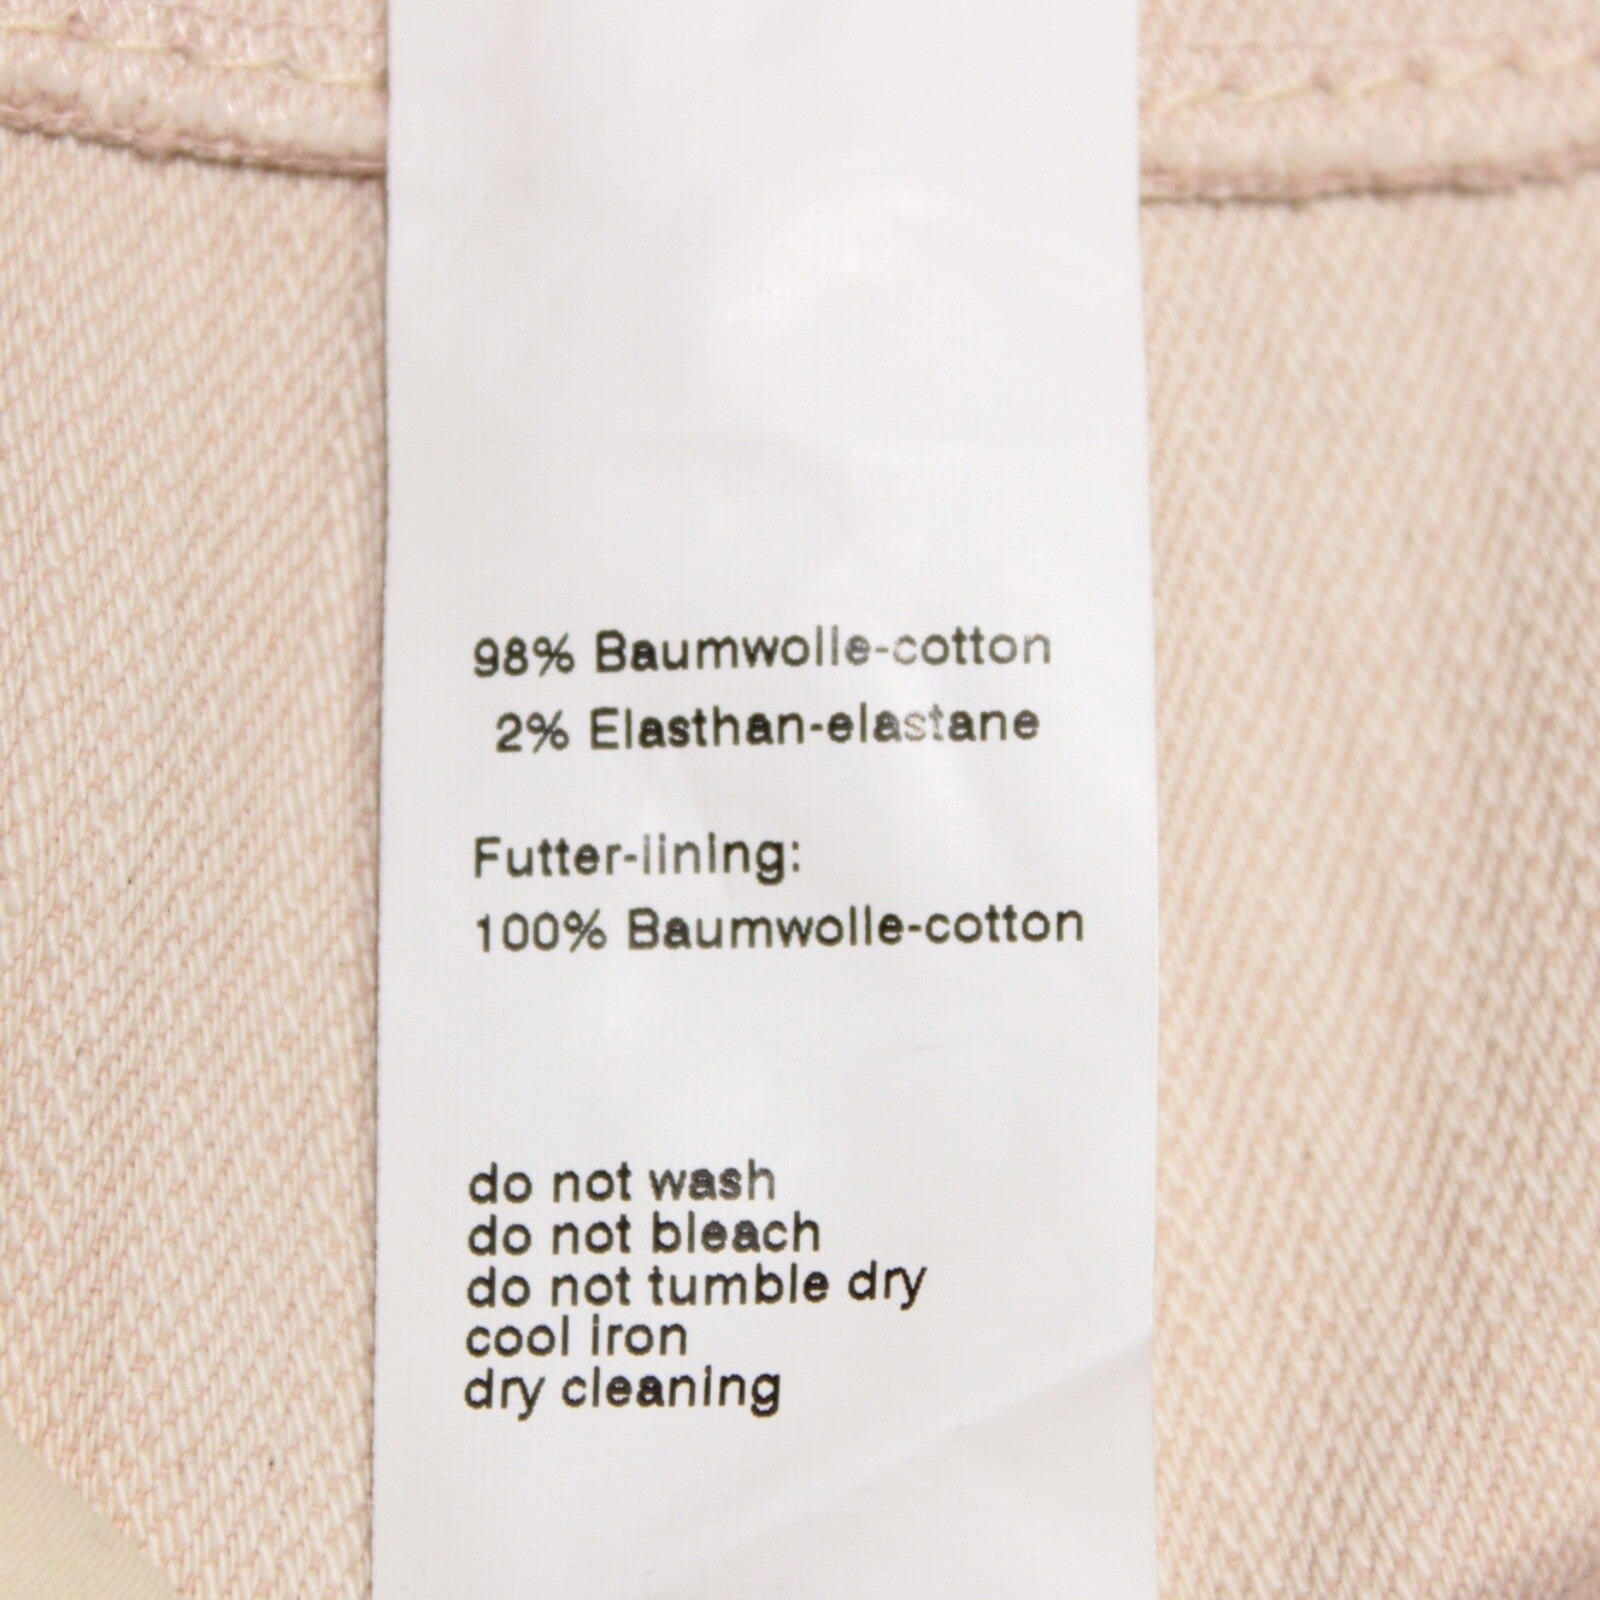 98% Baumwolle-cotton
2% Elasthan-elastane
Futter-lining:
100% Baumwolle-cotton
do not wash
do not bleach
do not tumble dry
cool iron
dry cleaning